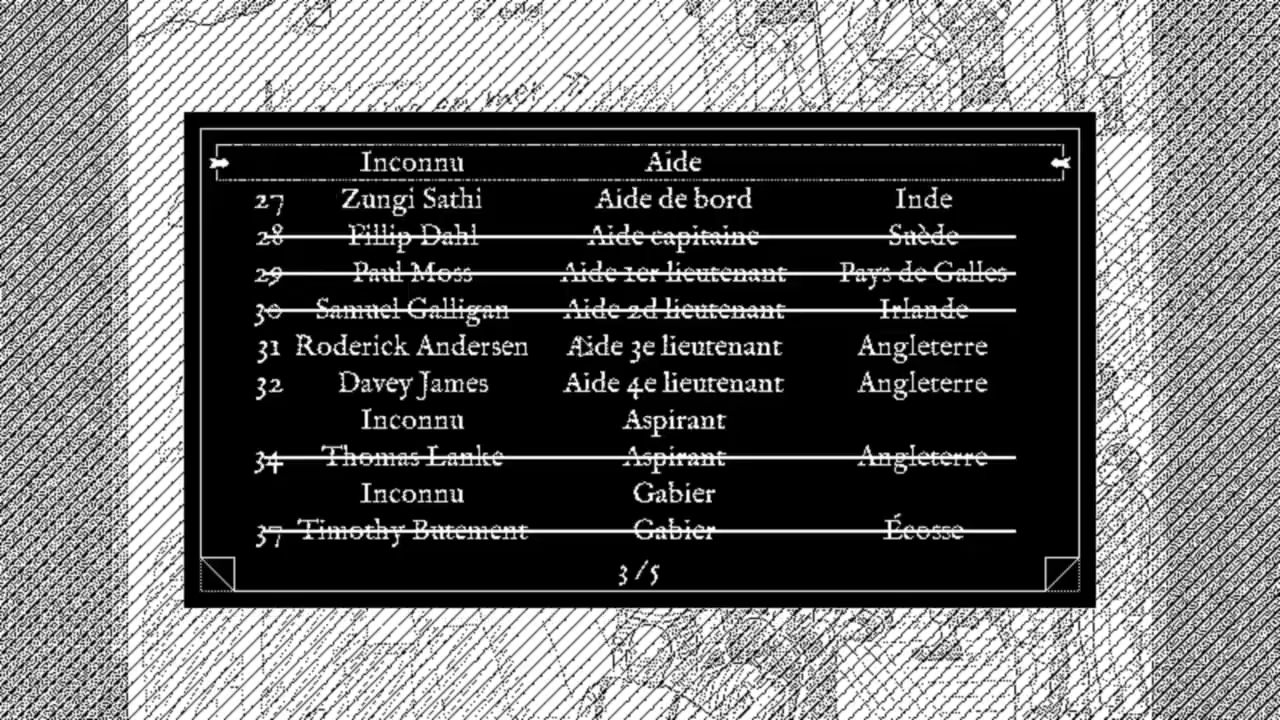 Inconnu Aide
27 Zungi Sathi Aide de bord Inde
28 Fillip Dahl Aide capitaine Suède
29 Paul Moss Aide 1er lieutenant Pays de Galles
30 Samuel Galligan Aide 2d lieutenant Irlande
31 Roderick Andersen Aide 3e lieutenant Angleterre
32 Davey James Aide 4e lieutenant Angleterre
Inconnu Aspirant
34 Thomas Lanke Aspirant Angleterre
Inconnu Gabier
37 Timothy Butement Gabier Écosse
3/5